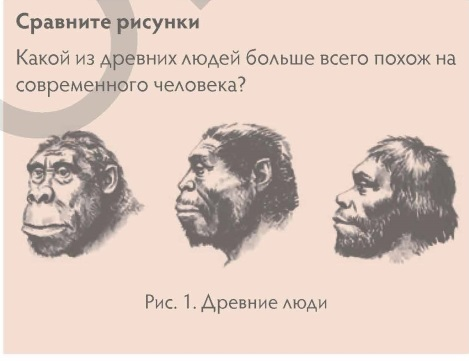 Сравните рисунки
Какой из древних людей больше всего похож на
современного человека?
Рис. 1. Древние люди